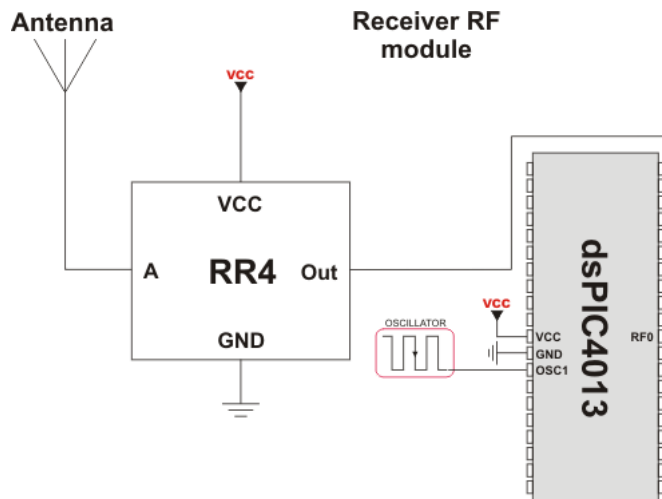 Antenna
Receiver RF
module
vcc
VCC
A
RR4
Out
GND
OSCILLATOR
vcc
VCC
GND
OSC1
dsPIC4013
RF0